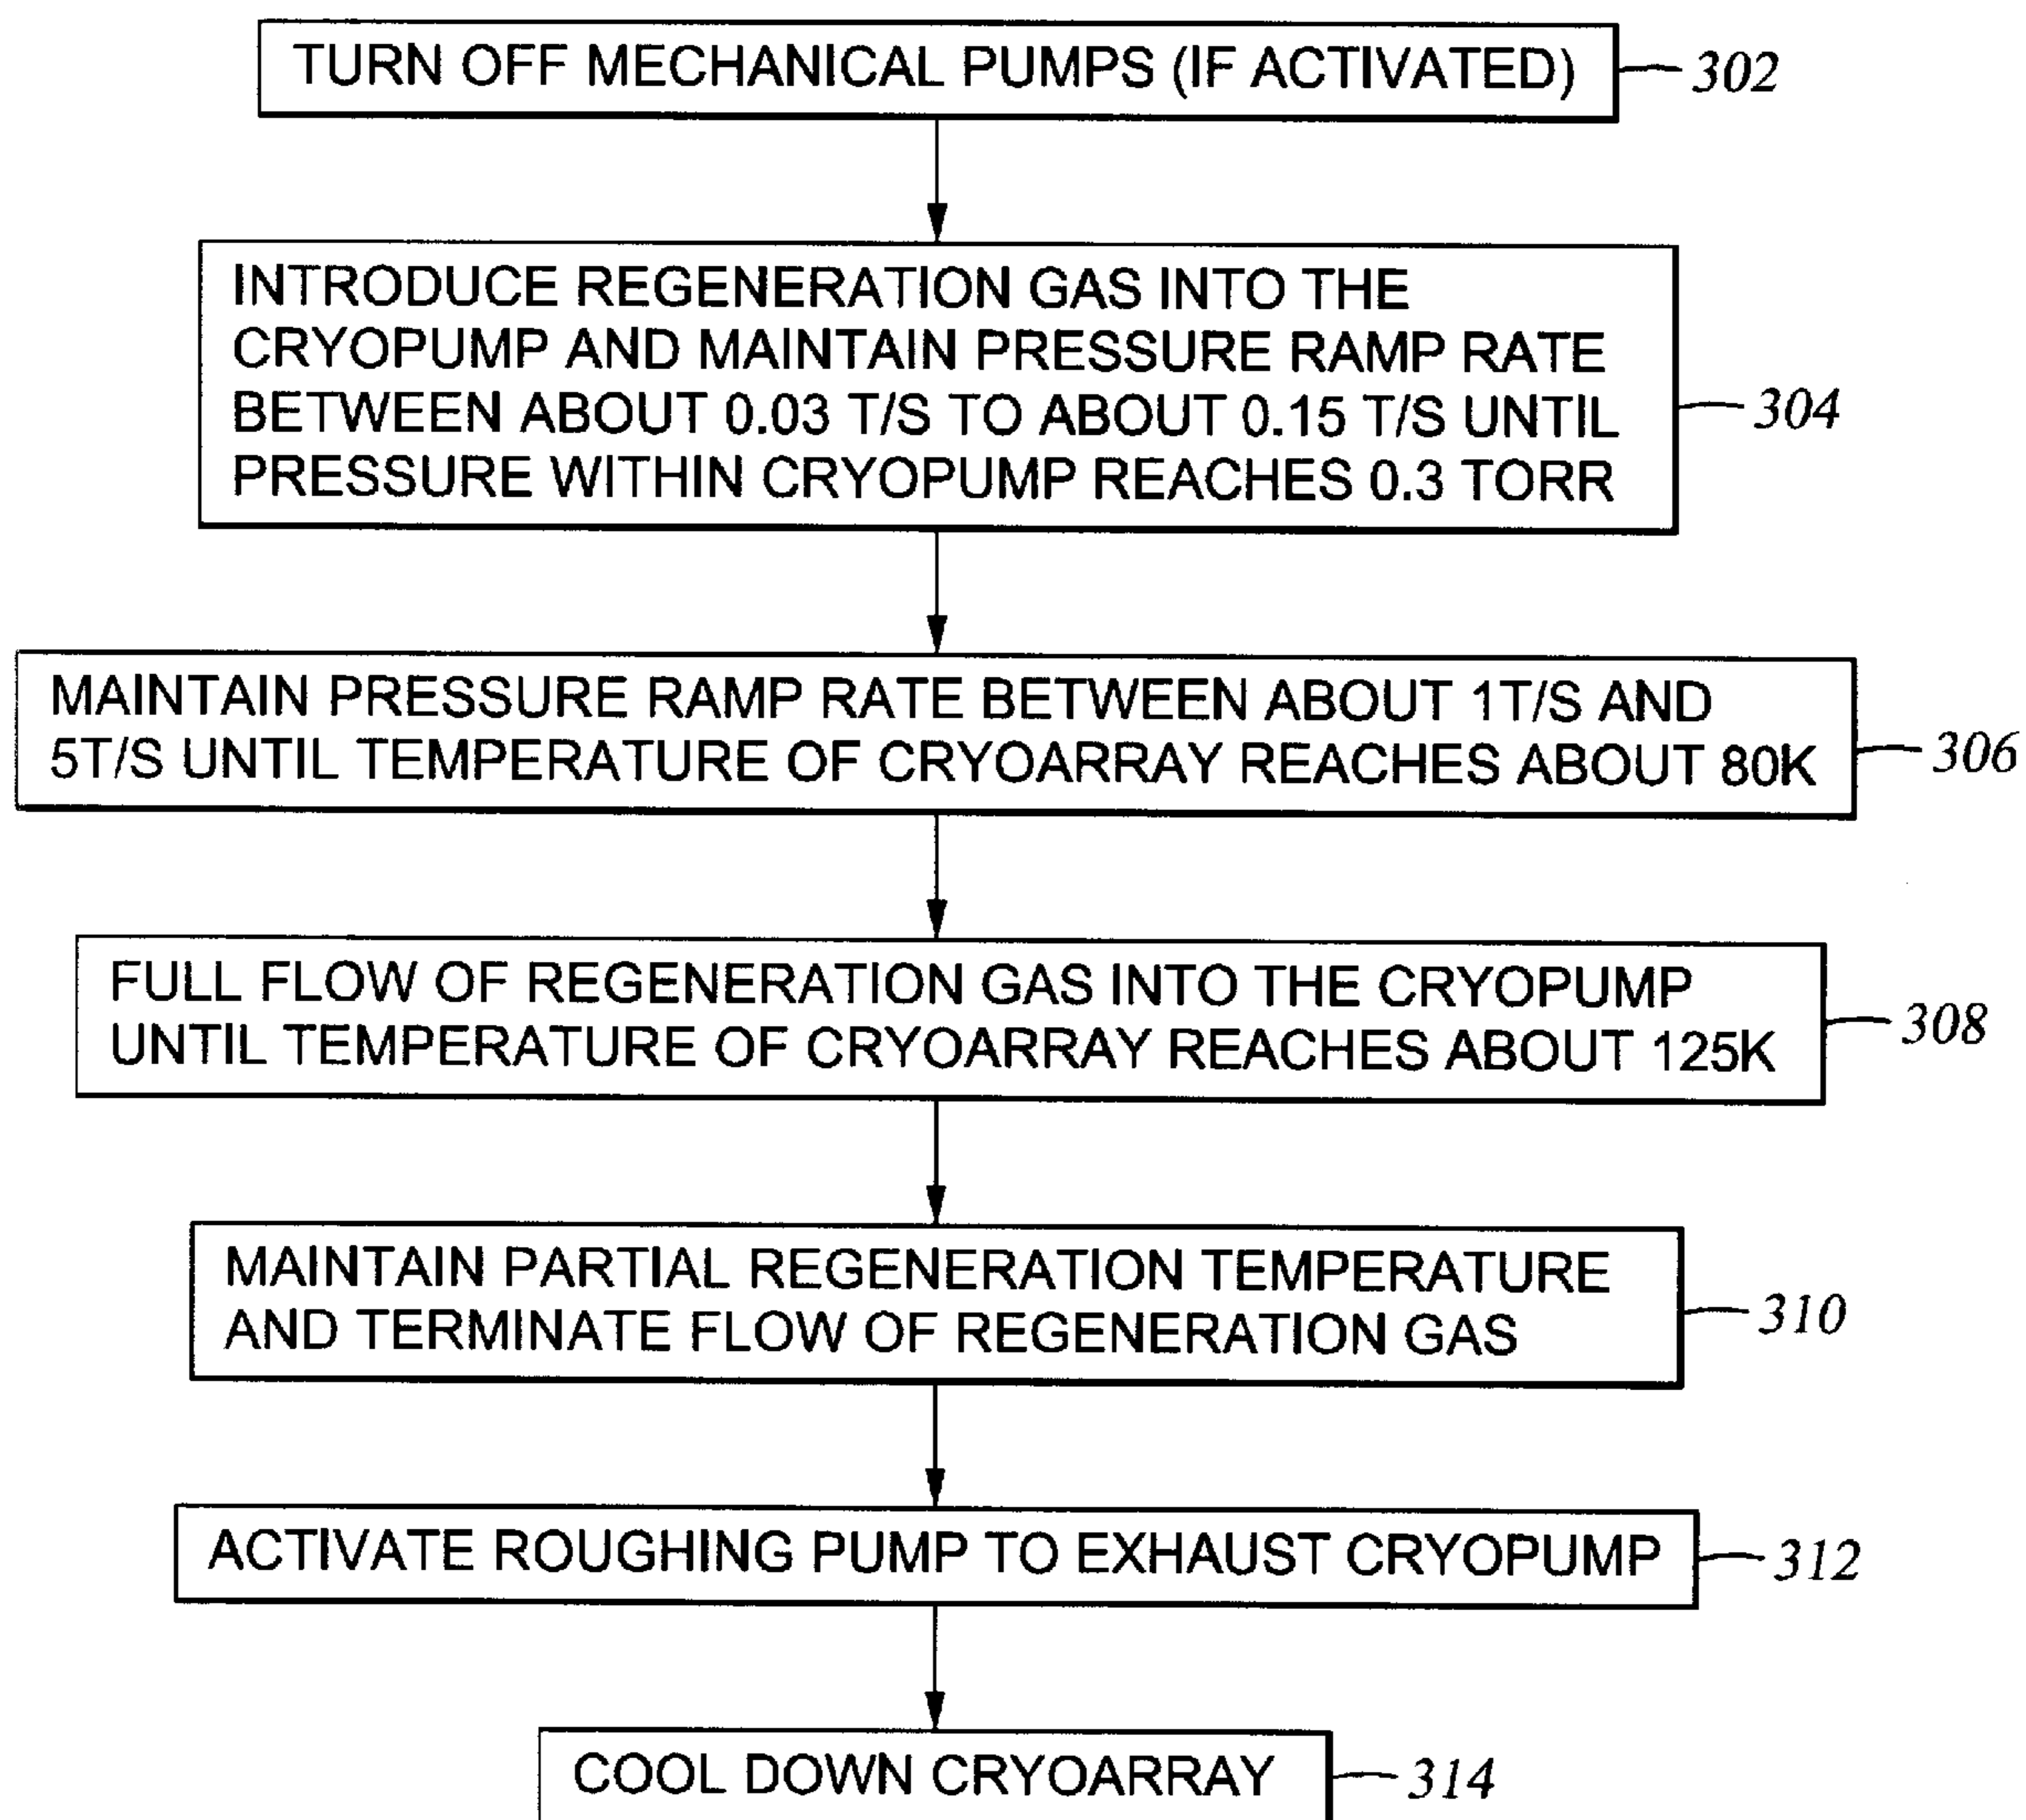 TURN OFF MECHANICAL PUMPS (IF ACTIVATED)
302
INTRODUCE REGENERATION GAS INTO THE
CRYOPUMP AND MAINTAIN PRESSURE RAMP RATE
BETWEEN ABOUT 0.03 T/S TO ABOUT 0.15 T/S UNTIL
PRESSURE WITHIN CRYOPUMP REACHES 0.3 TORR
304
MAINTAIN PRESSURE RAMP RATE BETWEEN ABOUT 1T/S AND
5T/S UNTIL TEMPERATURE OF CRYOARRAY REACHES ABOUT 80K
306
FULL FLOW OF REGENERATION GAS INTO THE CRYOPUMP
UNTIL TEMPERATURE OF CRYOARRAY REACHES ABOUT 125K
308
MAINTAIN PARTIAL REGENERATION TEMPERATURE
AND TERMINATE FLOW OF REGENERATION GAS
310
ACTIVATE ROUGHING PUMP TO EXHAUST CRYOPUMP
312
COOL DOWN CRYOARRAY
314